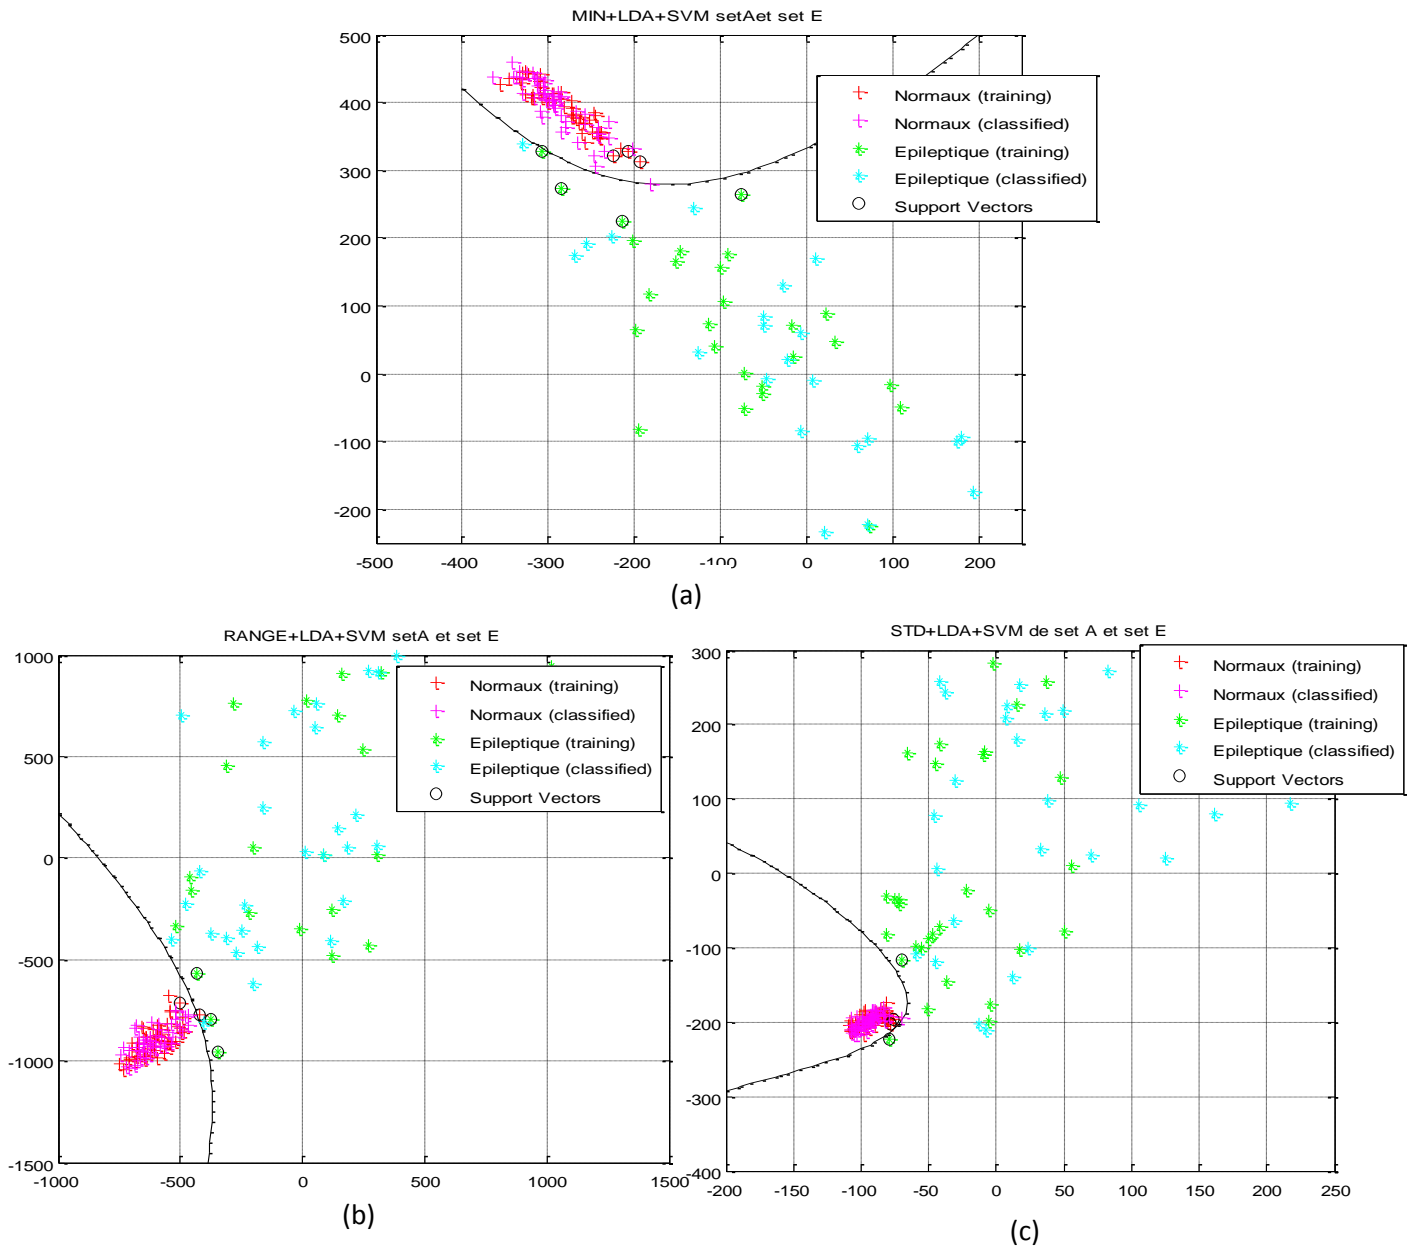 MIN+LDA+SVM setAet set E
500
400
300
200
100
0
-100
-200
-500 -400 -300 -200 -100 0 100 200
Normaux (training)
Normaux (classified)
Epileptique (training)
Epileptique (classified)
Support Vectors
(a)
RANGE+LDA+SVM setA et set E
1000
500
0
-500
-1000
-1500
-1000 -500 0 500 1000 1500
Normaux (training)
Normaux (classified)
Epileptique (training)
Epileptique (classified)
Support Vectors
(b)
STD+LDA+SVM de set A et set E
300
200
100
0
-100
-200
-300
-400
-200 -150 -100 -50 0 50 100 150 200 250
Normaux (training)
Normaux (classified)
Epileptique (training)
Epileptique (classified)
Support Vectors
(c)